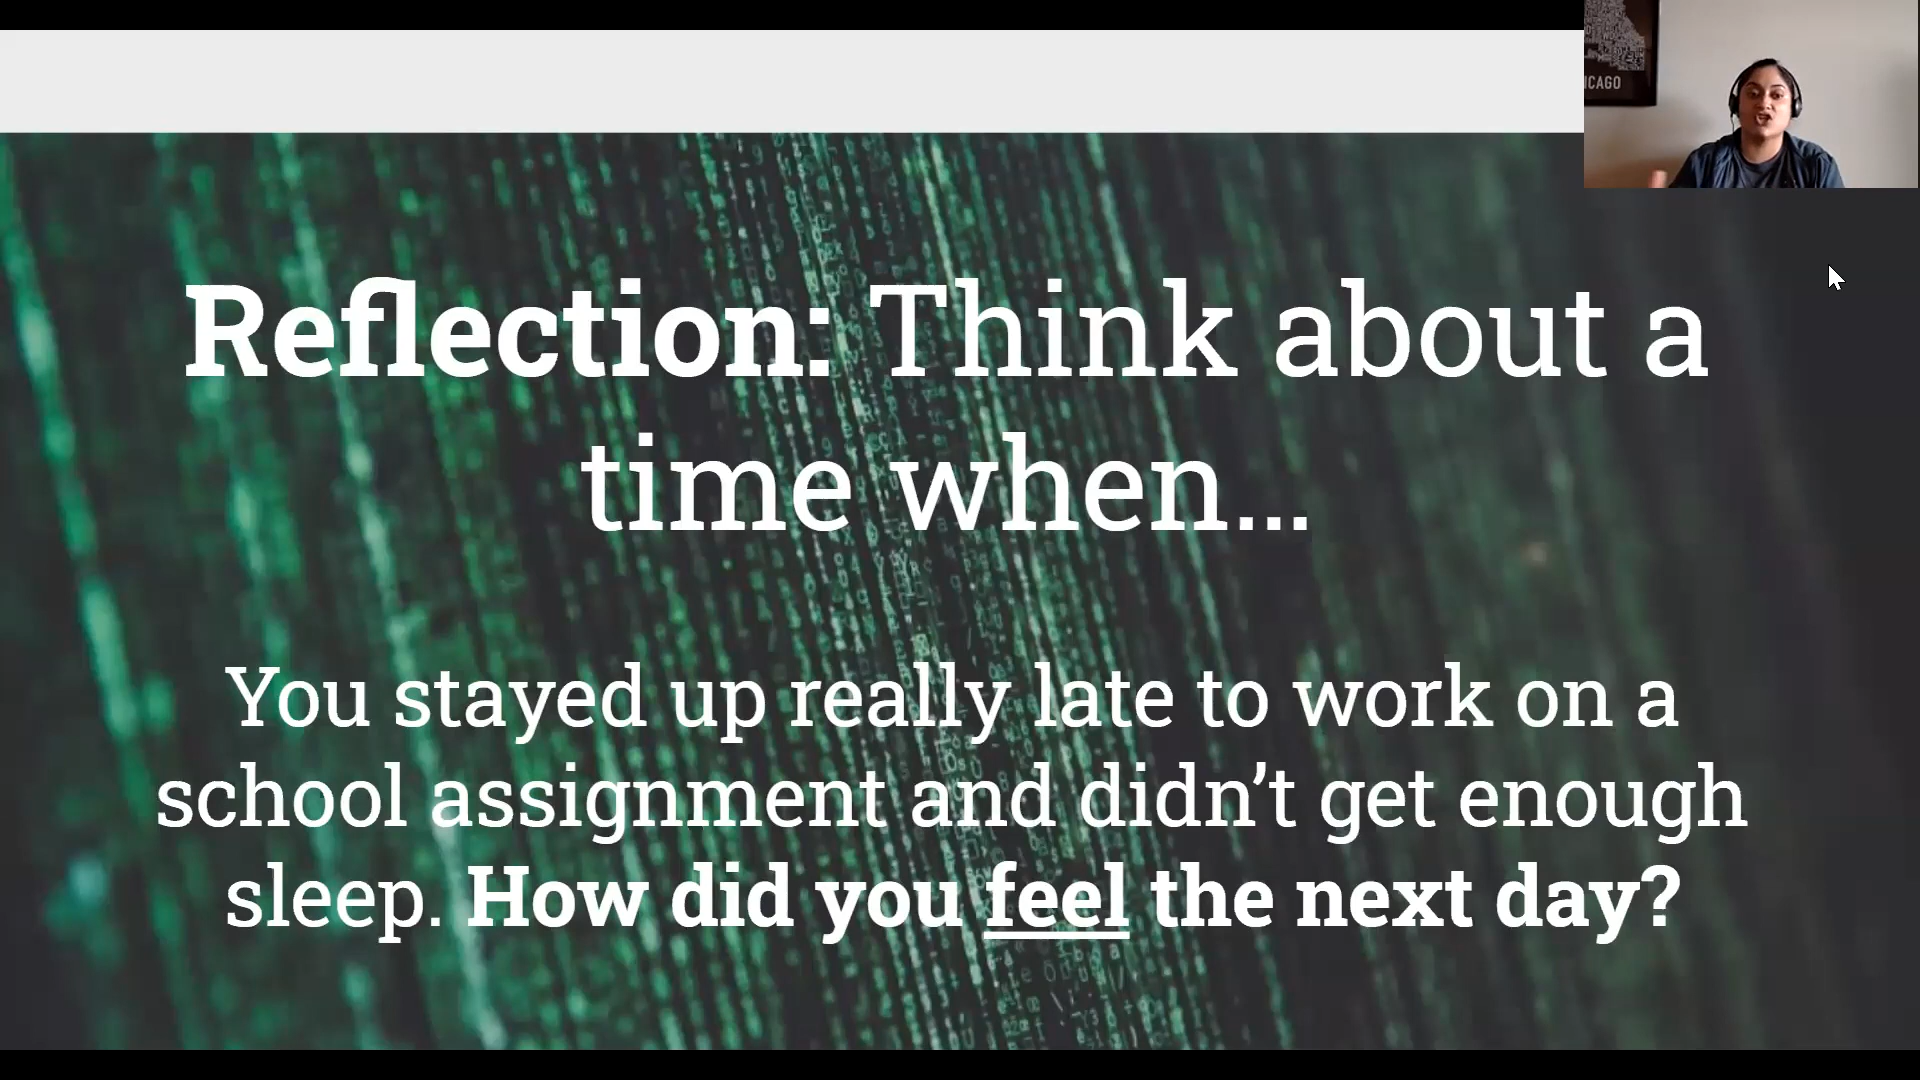 ICAGO
Reflection: Think about a
time when...
You stayed up really late to work on a
school assignment and didn’t get enough
sleep. How did you feel the next day?